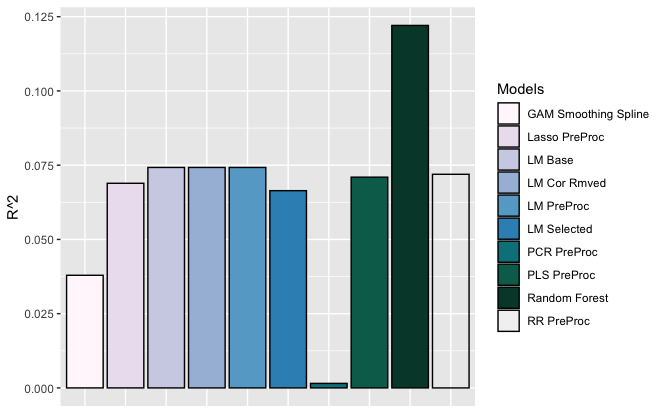 0.125
0.100
0.075
0.050
0.025
0.000
R^2
Models
GAM Smoothing Spline
Lasso PreProc
LM Base
LM Cor Rmved
LM PreProc
LM Selected
PCR PreProc
PLS PreProc
Random Forest
RR PreProc